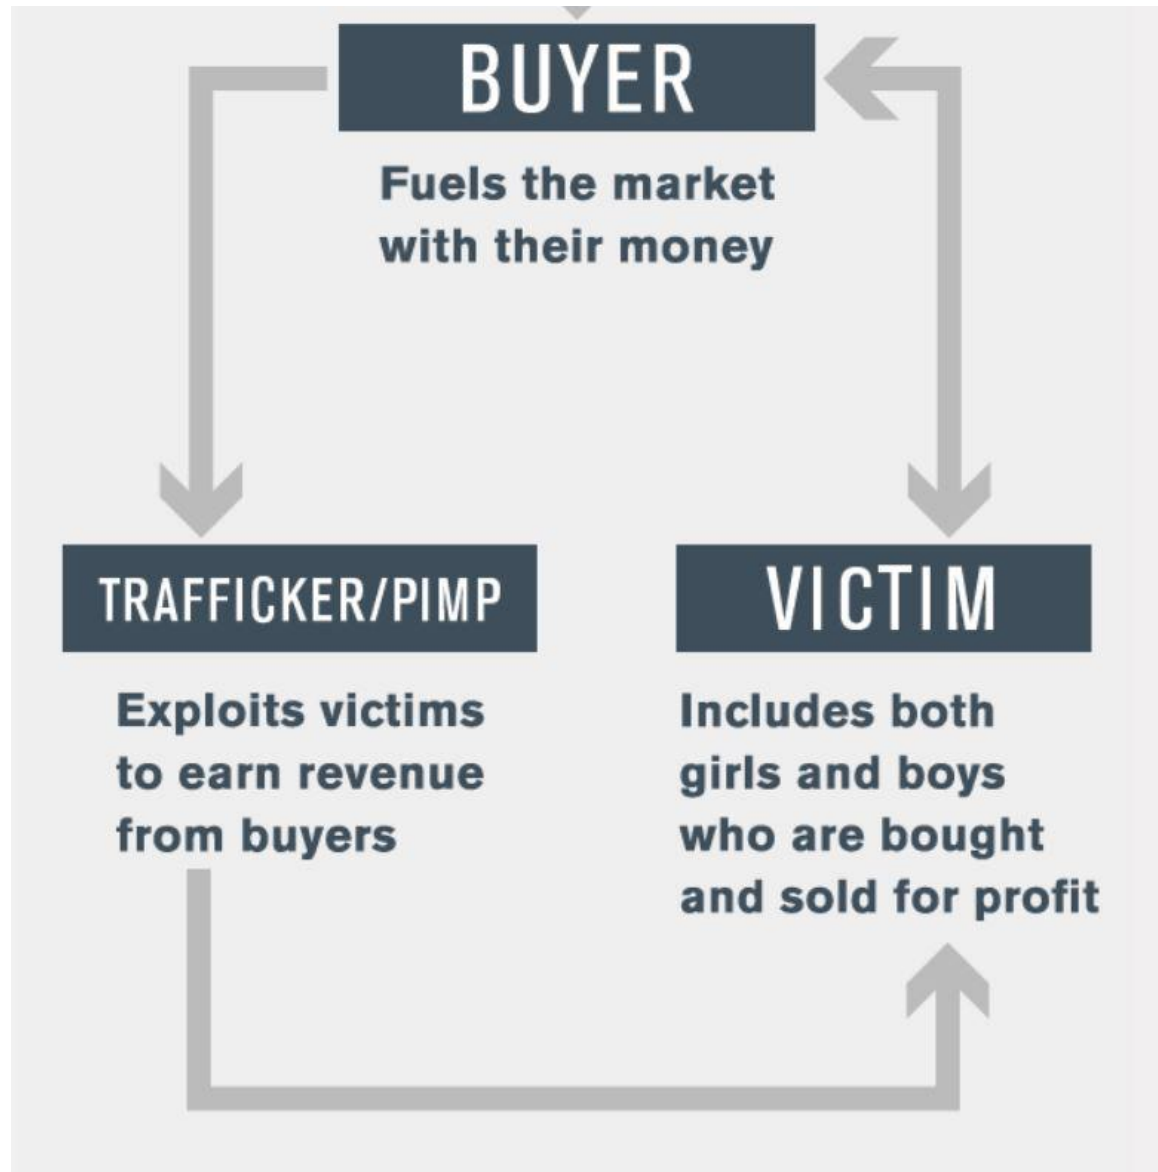 BUYER
Fuels the market
with their money
TRAFFICKER/PIMP
Exploits victims
to earn revenue
from buyers
VICTIM
Includes both
girls and boys
who are bought
and sold for profit